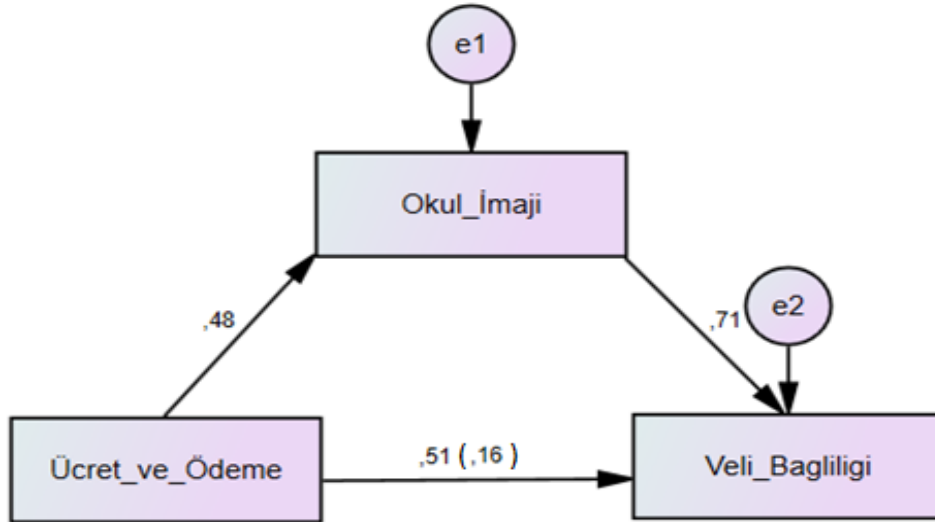 e1
Okul_İmaji
e2
,48
,71
Ücret_ve_Ödeme
,51 ( ,16 )
Veli_Bagliligi